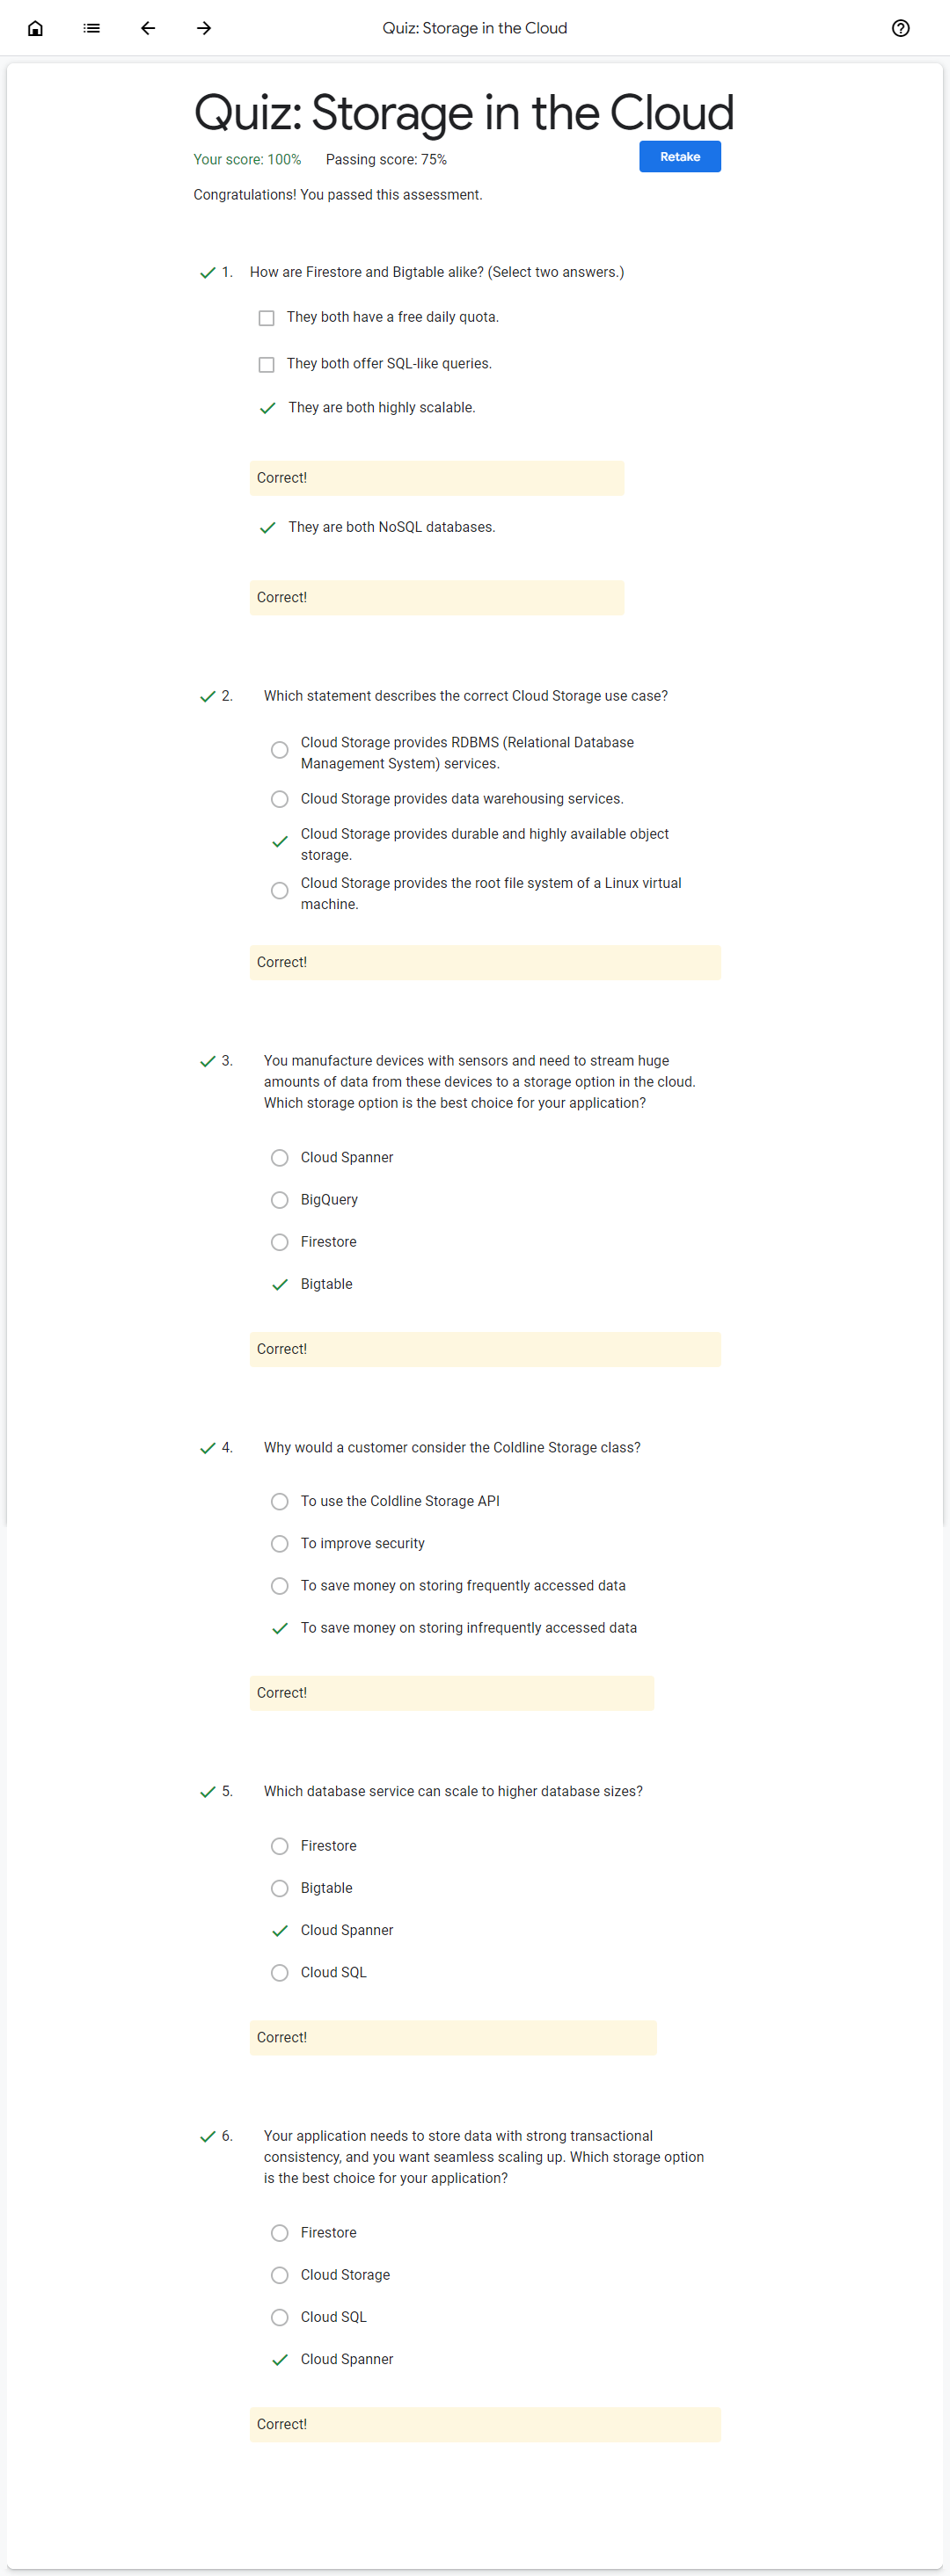 Quiz: Storage in the Cloud
Quiz: Storage in the Cloud
Your score: 100% Passing score: 75%
Retake
Congratulations! You passed this assessment.
1. How are Firestore and Bigtable alike? (Select two answers.)
They both have a free daily quota.
They both offer SQL-like queries.
They are both highly scalable.
Correct!
They are both NoSQL databases.
Correct!
2. Which statement describes the correct Cloud Storage use case?
Cloud Storage provides RDBMS (Relational Database
Management System) services.
Cloud Storage provides data warehousing services.
Cloud Storage provides durable and highly available object
storage.
Cloud Storage provides the root file system of a Linux virtual
machine.
Correct!
3. You manufacture devices with sensors and need to stream huge
amounts of data from these devices to a storage option in the cloud.
Which storage option is the best choice for your application?
Cloud Spanner
BigQuery
Firestore
Bigtable
Correct!
4. Why would a customer consider the Coldline Storage class?
To use the Coldline Storage API
To improve security
To save money on storing frequently accessed data
To save money on storing infrequently accessed data
Correct!
5. Which database service can scale to higher database sizes?
Firestore
Bigtable
Cloud Spanner
Cloud SQL
Correct!
6. Your application needs to store data with strong transactional
consistency, and you want seamless scaling up. Which storage option
is the best choice for your application?
Firestore
Cloud Storage
Cloud SQL
Cloud Spanner
Correct!